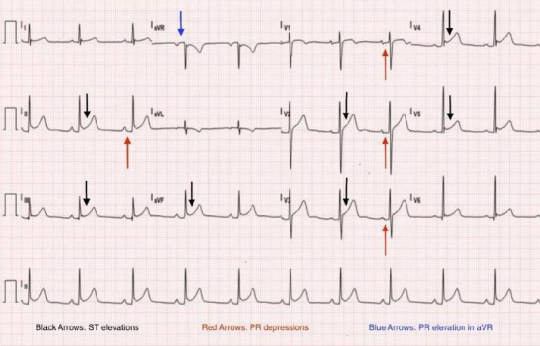 I aVR V1 V4
II aVL V2 V5
III aVF V3 V6
II
Black Arrows. ST elevations Red Arrows. PR depressions Blue Arrows. PR elevation in aVR